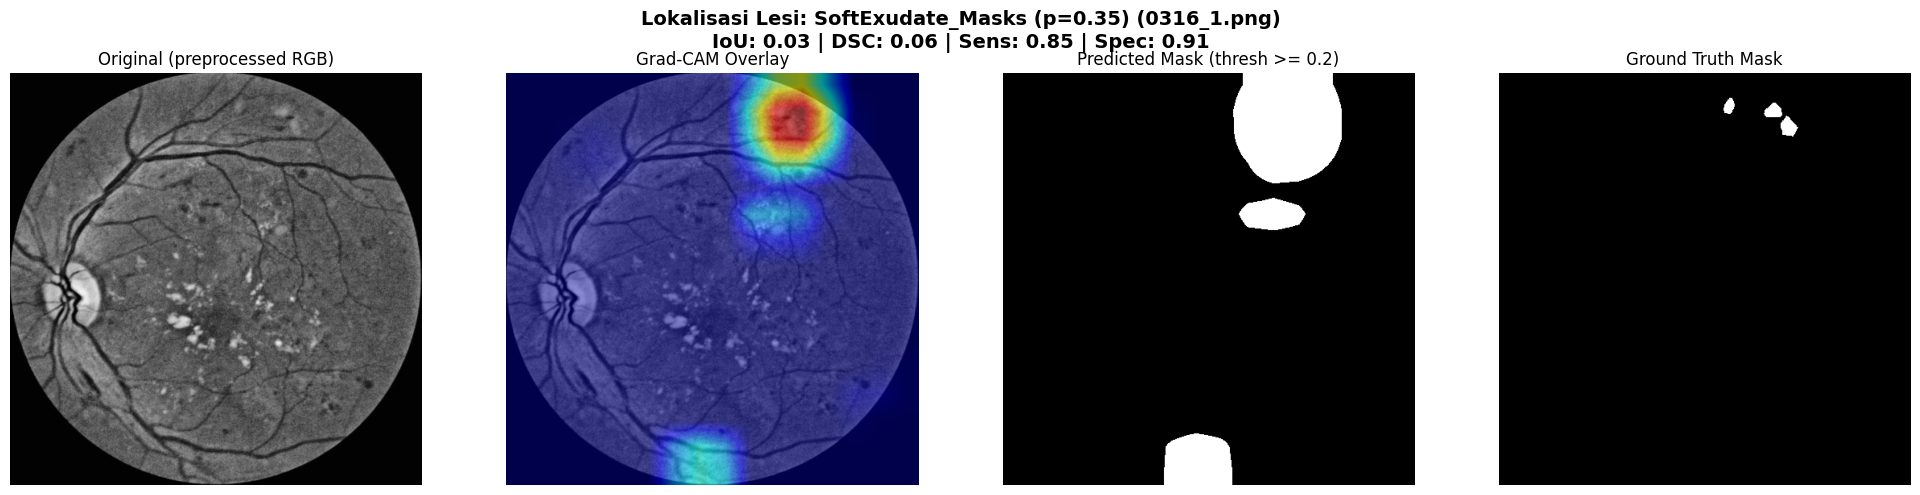 Lokalisasi Lesi: SoftExudate_Masks (p=0.35) (0316_1.png)
IoU: 0.03 | DSC: 0.06 | Sens: 0.85 | Spec: 0.91
Original (preprocessed RGB)
Grad-CAM Overlay
Predicted Mask (thresh >= 0.2)
Ground Truth Mask